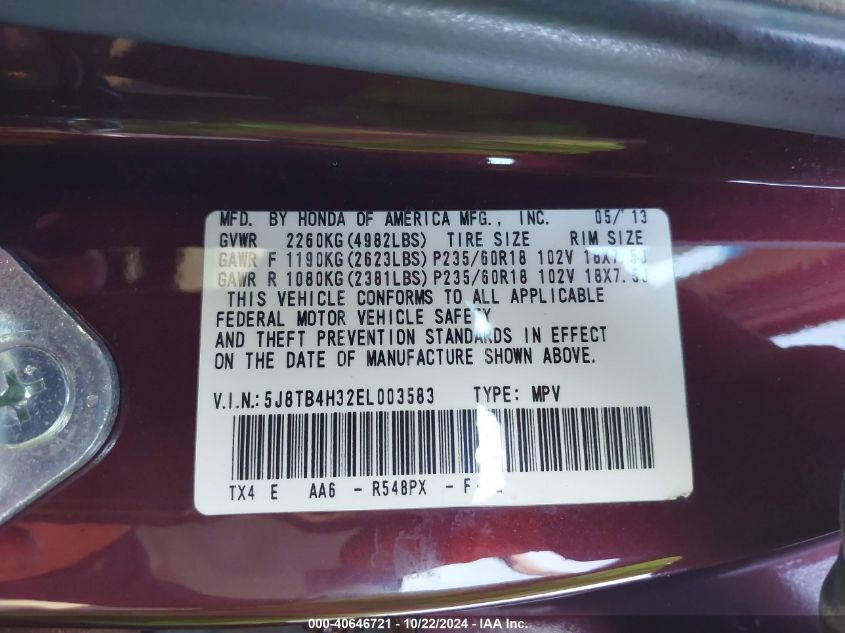 MFD. BY HONDA OF AMERICA MFG., INC. 05/'13
GVWR 2260KG(4982LBS) TIRE SIZE RIM SIZE
GAWR F 1190KG(2623LBS)P235/60R18 102V 18X7.5J
GAWR R 1080KG(2381LBS)P235/60R18 102V 18X7.5J
THIS VEHICLE CONFORMS TO ALL APPLICABLE
FEDERAL MOTOR VEHICLE SAFETY
AND THEFT PREVENTION STANDARDS IN EFFECT
ON THE DATE OF MANUFACTURE SHOWN ABOVE.
V.I.N.:5J8TB4H32EL003583 TYPE: MPV
TX4 E AA6 - R548PX - F-
000-40646721 - 10/22/2024 - IAA Inc.